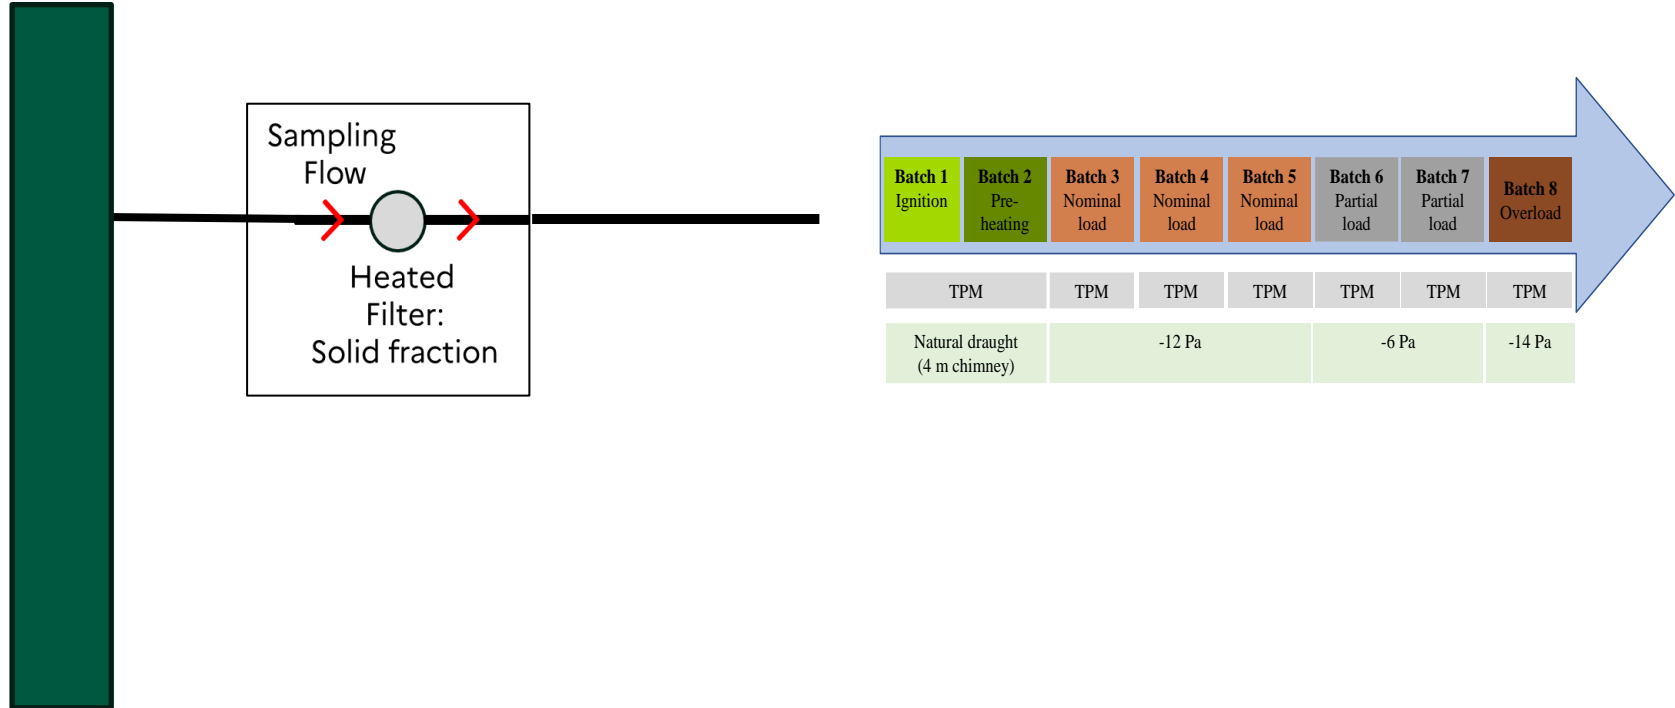 Sampling
Flow
Heated
Filter:
Solid fraction
Batch 1
Ignition
Batch 2
Pre-
heating
Batch 3
Nominal
load
Batch 4
Nominal
load
Batch 5
Nominal
load
Batch 6
Partial
load
Batch 7
Partial
load
Batch 8
Overload
TPM
TPM
TPM
TPM
TPM
TPM
TPM
Natural draught
(4 m chimney)
-12 Pa
-6 Pa
-14 Pa